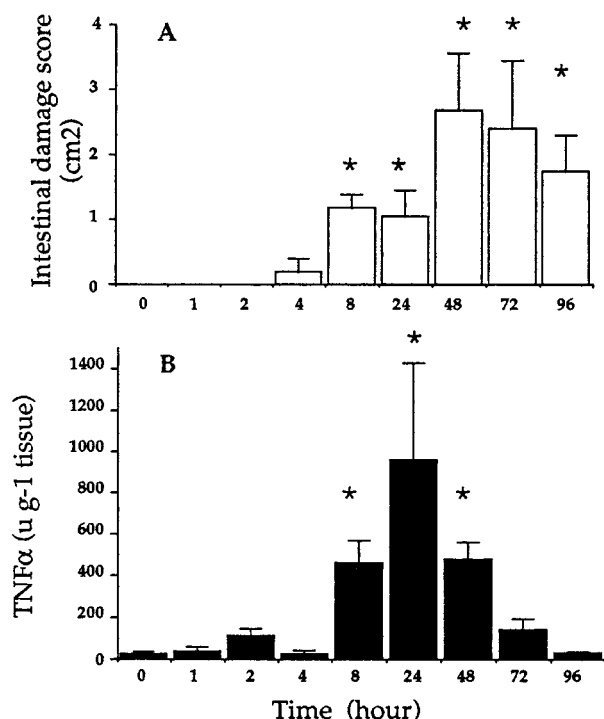 A
Intestinal damage score
(cm2)
4
3
2
1
0
*
*
*
*
*
0 1 2 4 8 24 48 72 96
B
TNFα (u g-1 tissue)
1400
1200
1000
800
600
400
200
0
*
*
*
0 1 2 4 8 24 48 72 96
Time (hour)